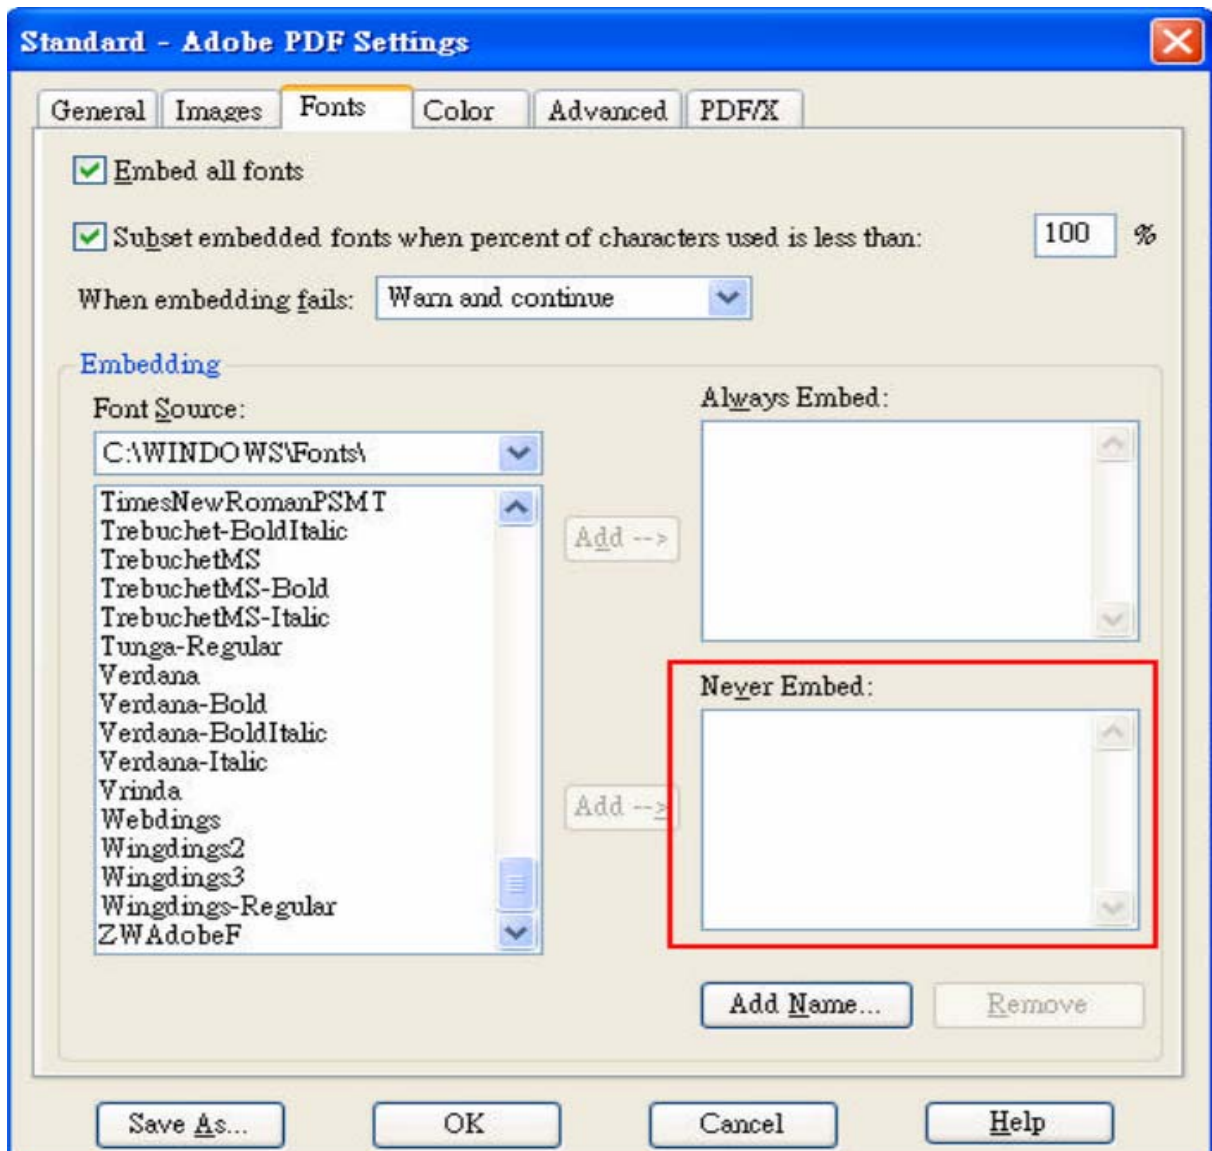 Standard - Adobe PDF Settings
General Images Fonts Color Advanced PDF/X
Embed all fonts
Subset embedded fonts when percent of characters used is less than: 100 %
When embedding fails: Warn and continue
Embedding
Font Source:
C:\WINDOWS\Fonts\
TimesNewRomanPSMT
Trebuchet-BoldItalic
TrebuchetMS
TrebuchetMS-Bold
TrebuchetMS-Italic
Tunga-Regular
Verdana
Verdana-Bold
Verdana-BoldItalic
Verdana-Italic
Vrinda
Webdings
Wingdings2
Wingdings3
Wingdings-Regular
ZWAdobeF
Add -->
Add -->
Always Embed:
Never Embed:
Add Name... Remove
Save As... OK Cancel Help